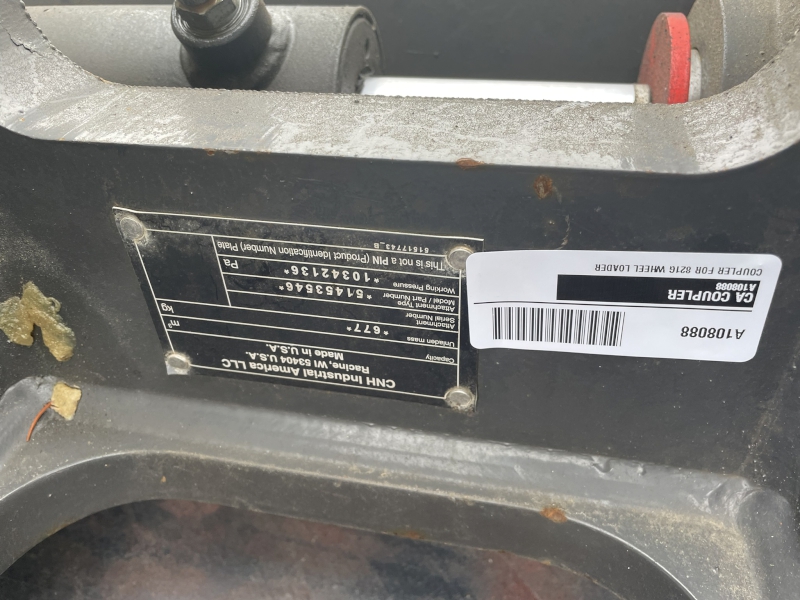 CNH Industrial America LLC
Racine, WI 53404 U.S.A.
Made in U.S.A.
Capacity
m³
Unladen mass
*677*
kg
Attachment
Serial Number
Attachment Type
Model / Part Number
*51453546*
Working Pressure
*10342136*
Pa
This is not a PIN (Product Identification Number) Plate
51617743_B
A108088
CA COUPLER
A108088
COUPLER FOR 821G WHEEL LOADER